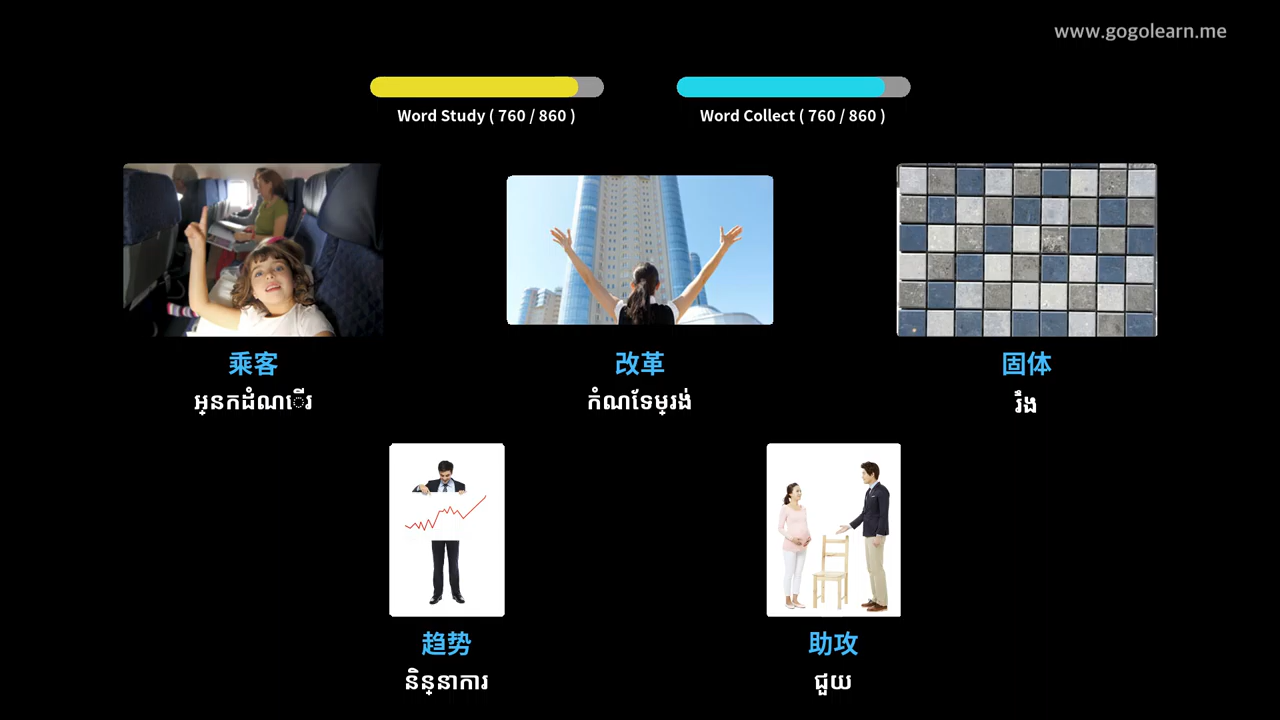 www.gogolearn.me
Word Study ( 760 / 860 )
Word Collect ( 760 / 860 )
乘客
អ្នកដំណើរ
改革
កំណទែម្រង់
固体
រឹង
趋势
និន្នាការ
助攻
ជួយ